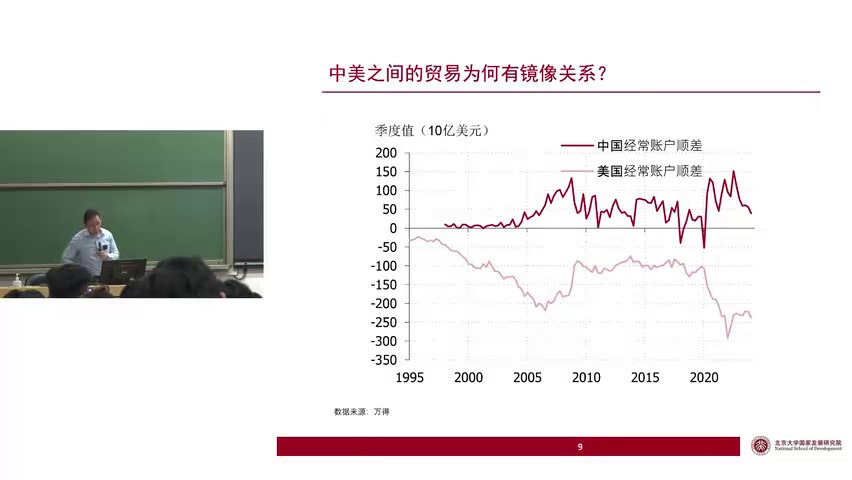 中美之间的贸易为何有镜像关系？
季度值（10亿美元）
中国经常账户顺差
美国经常账户顺差
200
150
100
50
0
-50
-100
-150
-200
-250
-300
-350
1995 2000 2005 2010 2015 2020
数据来源：万得
9
北京大学国家发展研究院
National School of Development